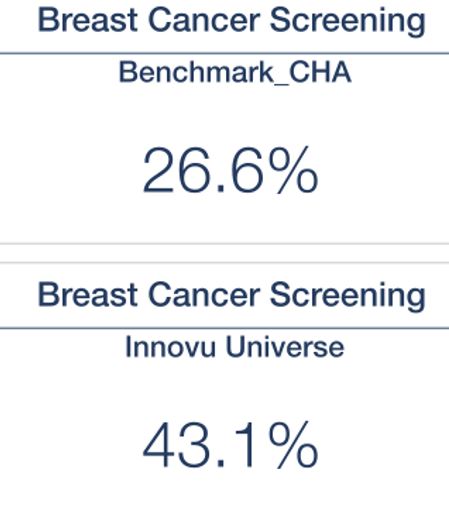 Breast Cancer Screening
Benchmark_CHA
26.6%
Breast Cancer Screening
Innovu Universe
43.1%